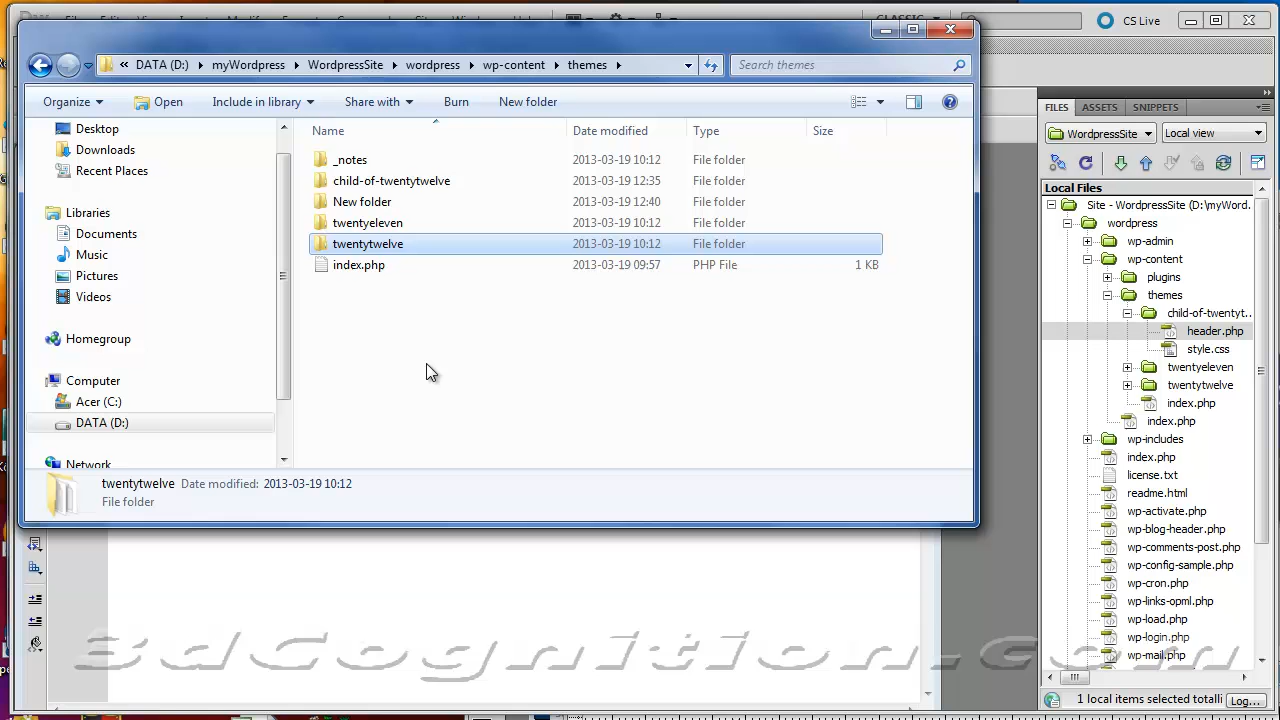 CS Live
« DATA (D:) myWordpress WordpressSite wordpress wp-content themes
Search themes
Organize Open Include in library Share with Burn New folder
Name Date modified Type Size
_notes 2013-03-19 10:12 File folder
child-of-twentytwelve 2013-03-19 12:35 File folder
New folder 2013-03-19 12:40 File folder
twentyeleven 2013-03-19 10:12 File folder
twentytwelve 2013-03-19 10:12 File folder
index.php 2013-03-19 09:57 PHP File 1 KB
Desktop
Downloads
Recent Places
Libraries
Documents
Music
Pictures
Videos
Homegroup
Computer
Acer (C:)
DATA (D:)
Network
twentytwelve Date modified: 2013-03-19 10:12
File folder
FILES ASSETS SNIPPETS
WordpressSite Local view
Local Files
Site - WordpressSite (D:\myWord...
wordpress
wp-admin
wp-content
plugins
themes
child-of-twentyt...
header.php
style.css
twentyeleven
twentytwelve
index.php
index.php
wp-includes
index.php
license.txt
readme.html
wp-activate.php
wp-blog-header.php
wp-comments-post.php
wp-config-sample.php
wp-cron.php
wp-links-opml.php
wp-load.php
wp-login.php
wp-mail.php
1 local items selected totalli Log...
3dCognition.Com